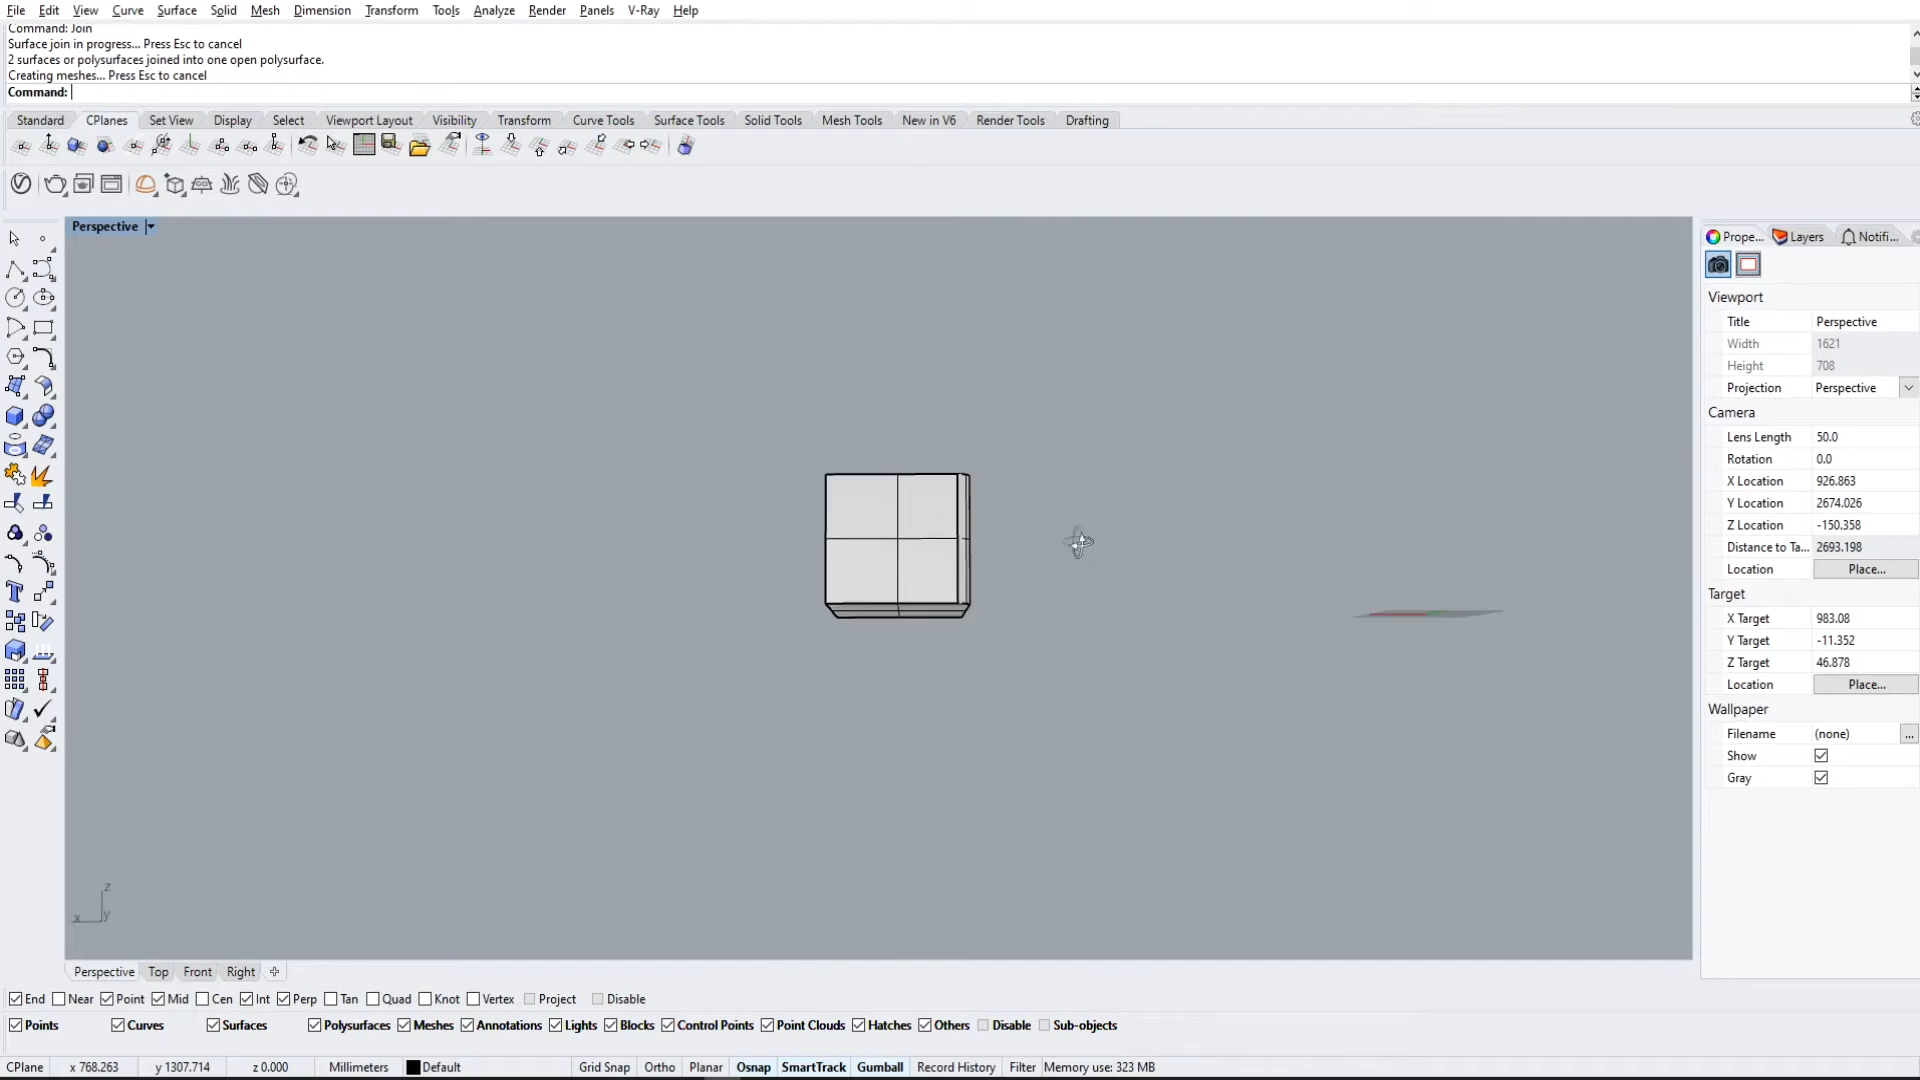 File Edit View Curve Surface Solid Mesh Dimension Transform Tools Analyze Render Panels V-Ray Help
Command: Join
Surface join in progress... Press Esc to cancel
2 surfaces or polysurfaces joined into one open polysurface.
Creating meshes... Press Esc to cancel
Command:
Standard CPlanes Set View Display Select Viewport Layout Visibility Transform Curve Tools Surface Tools Solid Tools Mesh Tools New in V6 Render Tools Drafting
Perspective
Prope... Layers Notifi...
Viewport
Title Perspective
Width 1621
Height 708
Projection Perspective
Camera
Lens Length 50.0
Rotation 0.0
X Location 926.863
Y Location 2674.026
Z Location -150.358
Distance to Ta... 2693.198
Location Place...
Target
X Target 983.08
Y Target -11.352
Z Target 46.878
Location Place...
Wallpaper
Filename (none) ...
Show
Gray
z
x y
Perspective Top Front Right
End Near Point Mid Cen Int Perp Tan Quad Knot Vertex Project Disable
Points Curves Surfaces Polysurfaces Meshes Annotations Lights Blocks Control Points Point Clouds Hatches Others Disable Sub-objects
CPlane x 768.263 y 1307.714 z 0.000 Millimeters Default Grid Snap Ortho Planar Osnap SmartTrack Gumball Record History Filter Memory use: 323 MB